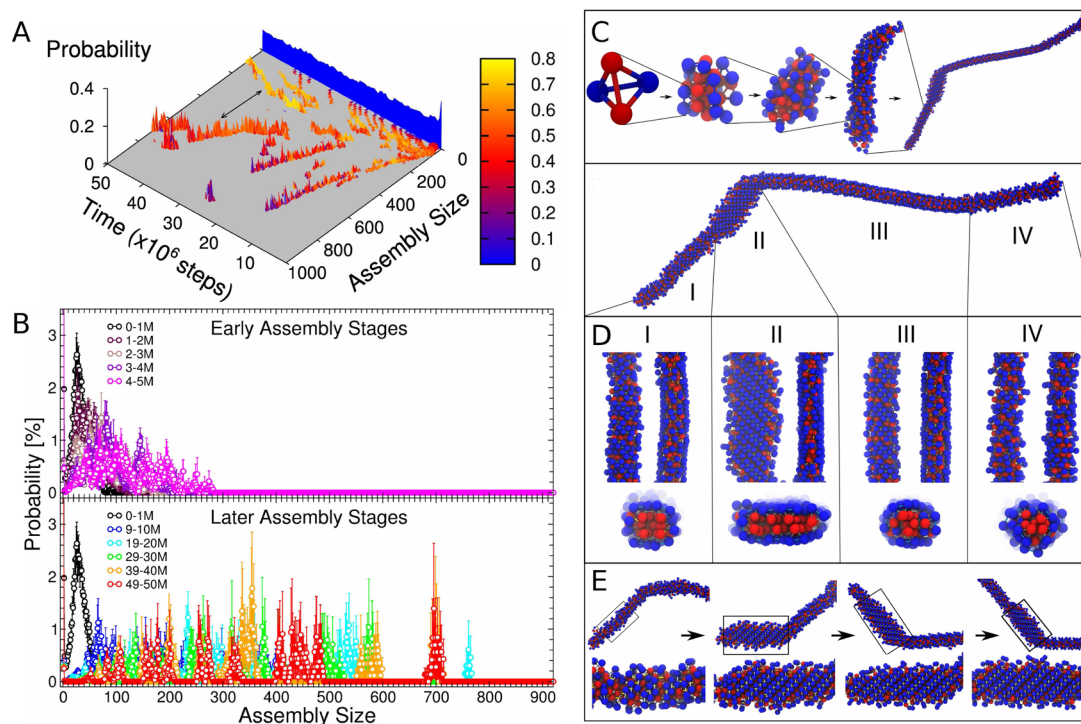 A
Probability
0.4
0.2
0
50
40
30
20
10
Time (x10⁶ steps)
1000
800
600
400
200
0
Assembly Size
0.8
0.7
0.6
0.5
0.4
0.3
0.2
0.1
0
B
Probability [%]
Early Assembly Stages
3
2
1
0
0-1M
1-2M
2-3M
3-4M
4-5M
Later Assembly Stages
3
2
1
0
0-1M
9-10M
19-20M
29-30M
39-40M
49-50M
0 100 200 300 400 500 600 700 800 900
Assembly Size
C
I
II
III
IV
D
I II III IV
E